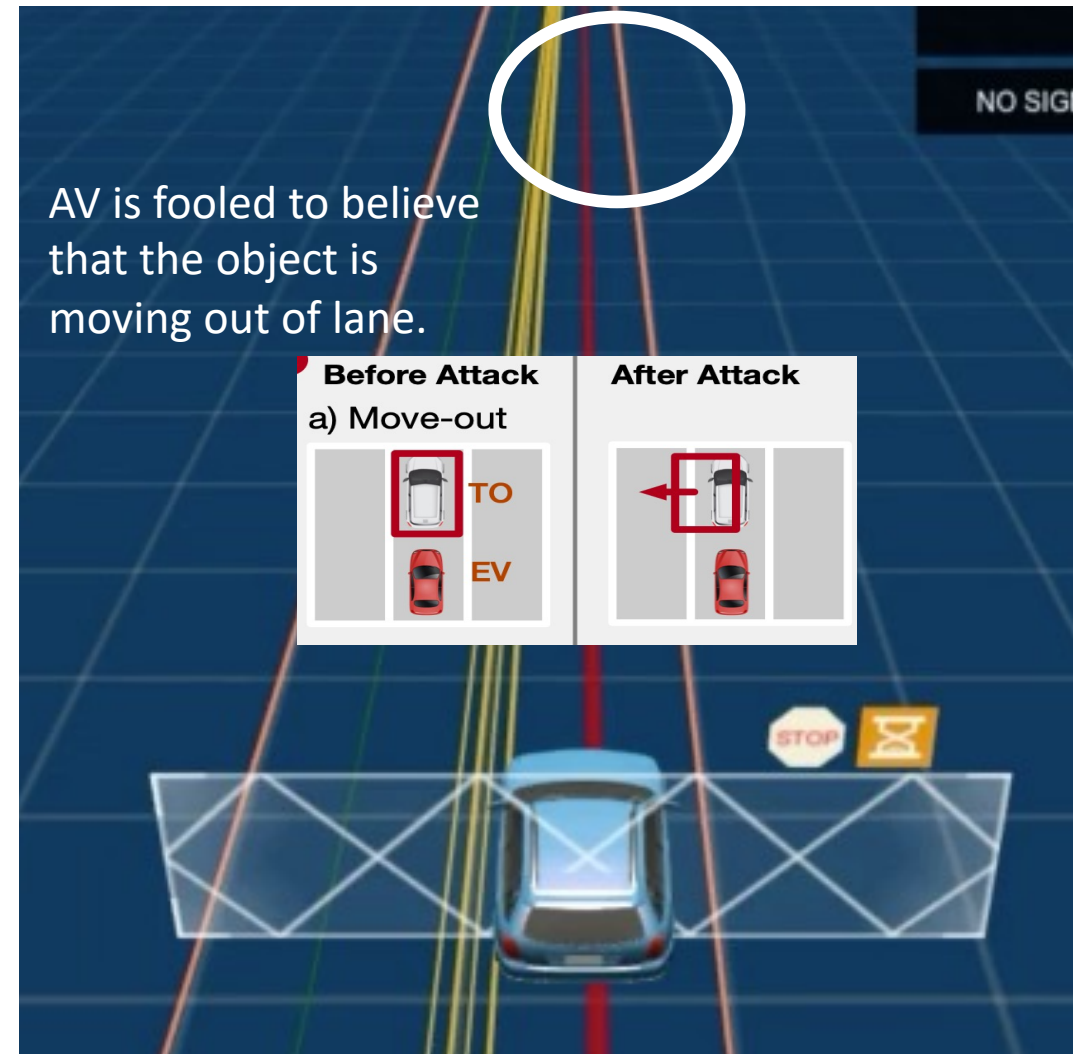 NO SIG
AV is fooled to believe
that the object is
moving out of lane.
Before Attack
After Attack
a) Move-out
TO
EV
STOP